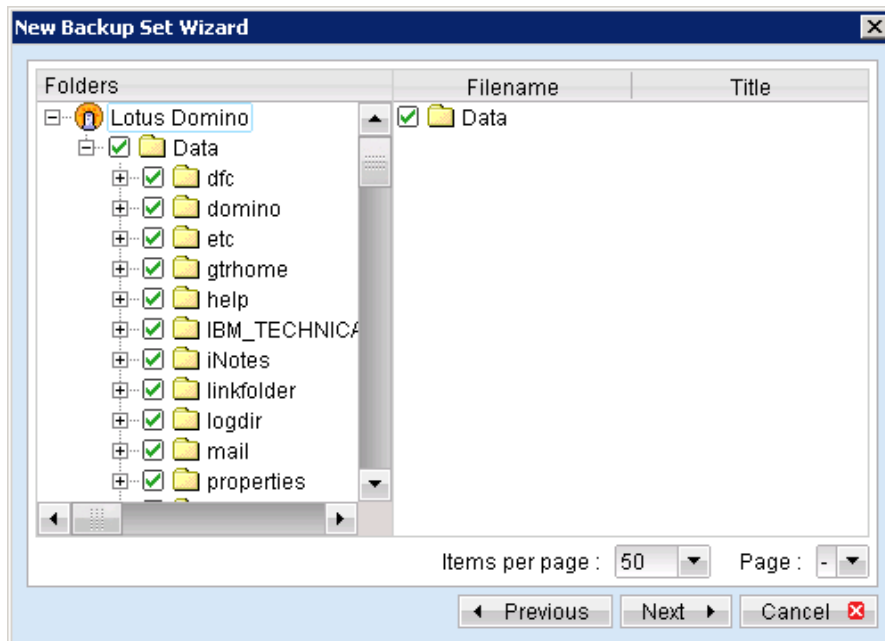 New Backup Set Wizard
Folders
Filename
Title
Lotus Domino
Data
Data
dfc
domino
etc
gtrhome
help
IBM_TECHNICA
iNotes
linkfolder
logdir
mail
properties
Items per page : 50 Page : -
Previous Next Cancel